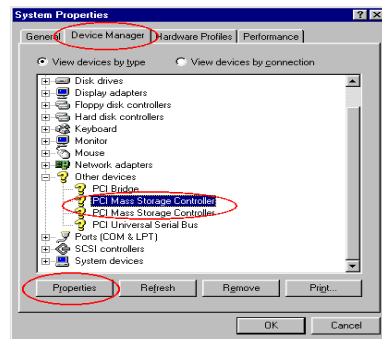 System Properties
General Device Manager Hardware Profiles Performance
View devices by type View devices by connection
Disk drives
Display adapters
Floppy disk controllers
Hard disk controllers
Keyboard
Monitor
Mouse
Network adapters
Other devices
PCI Bridge
PCI Mass Storage Controller
PCI Mass Storage Controller
PCI Universal Serial Bus
Ports (COM & LPT)
SCSI controllers
System devices
Properties Refresh Remove Print...
OK Cancel